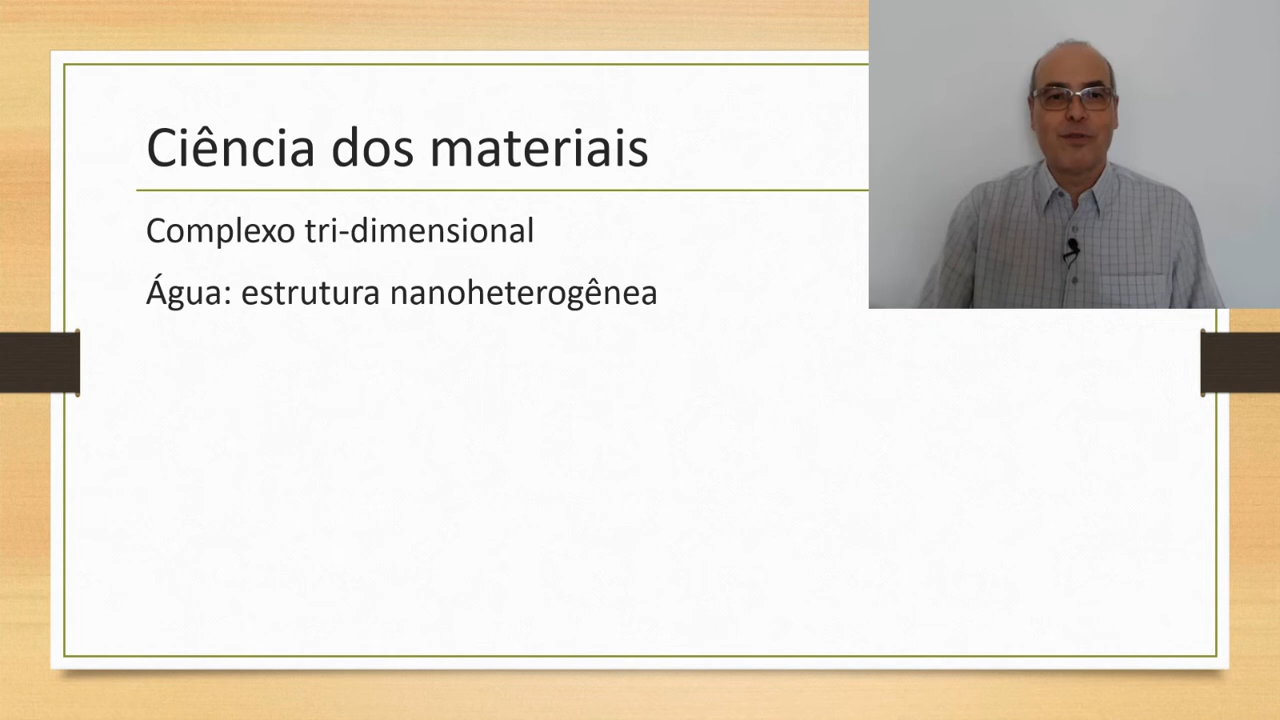 Ciência dos materiais
Complexo tri-dimensional
Água: estrutura nanoheterogênea